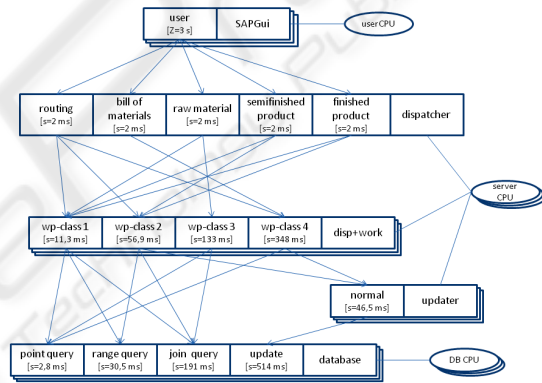 user
[Z=3 s]
SAPGui
userCPU
routing
[s=2 ms]
bill of
materials
[s=2 ms]
raw material
[s=2 ms]
semifinished
product
[s=2 ms]
finished
product
[s=2 ms]
dispatcher
server
CPU
wp-class 1
[s=11,3 ms]
wp-class 2
[s=56,9 ms]
wp-class 3
[s=133 ms]
wp-class 4
[s=348 ms]
disp+work
normal
[s=46,5 ms]
updater
point query
[s=2,8 ms]
range query
[s=30,5 ms]
join query
[s=191 ms]
update
[s=514 ms]
database
DB CPU